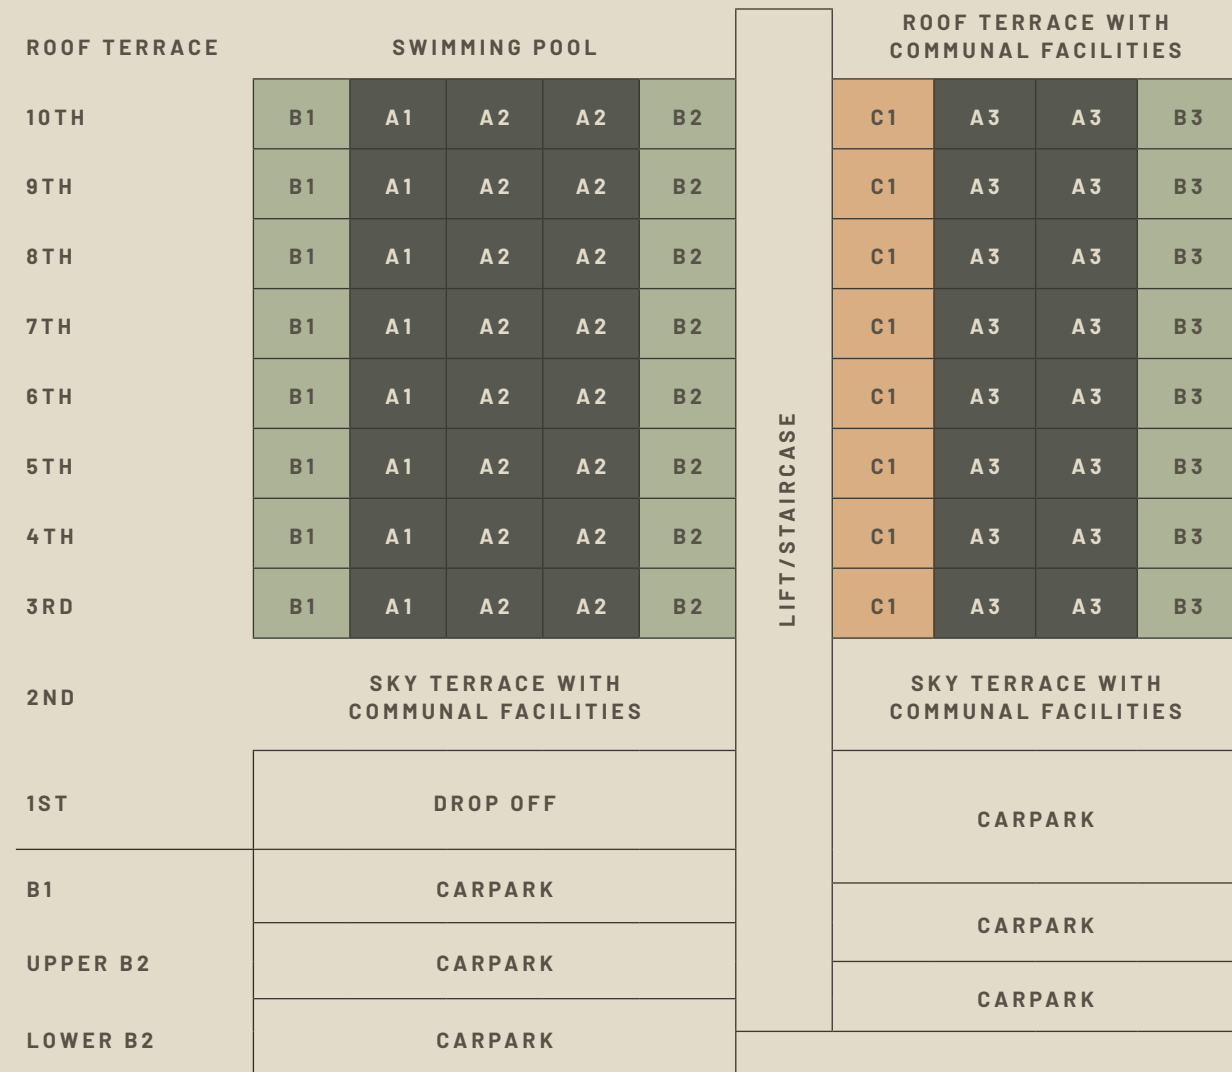 ROOF TERRACE SWIMMING POOL ROOF TERRACE WITH
COMMUNAL FACILITIES
10TH B1 A1 A2 A2 B2 C1 A3 A3 B3
9TH B1 A1 A2 A2 B2 C1 A3 A3 B3
8TH B1 A1 A2 A2 B2 C1 A3 A3 B3
7TH B1 A1 A2 A2 B2 C1 A3 A3 B3
6TH B1 A1 A2 A2 B2 C1 A3 A3 B3
5TH B1 A1 A2 A2 B2 C1 A3 A3 B3
4TH B1 A1 A2 A2 B2 C1 A3 A3 B3
3RD B1 A1 A2 A2 B2 C1 A3 A3 B3
LIFT/STAIRCASE
2ND
SKY TERRACE WITH
COMMUNAL FACILITIES
SKY TERRACE WITH
COMMUNAL FACILITIES
1ST DROP OFF CARPARK
B1 CARPARK CARPARK
UPPER B2 CARPARK CARPARK
LOWER B2 CARPARK